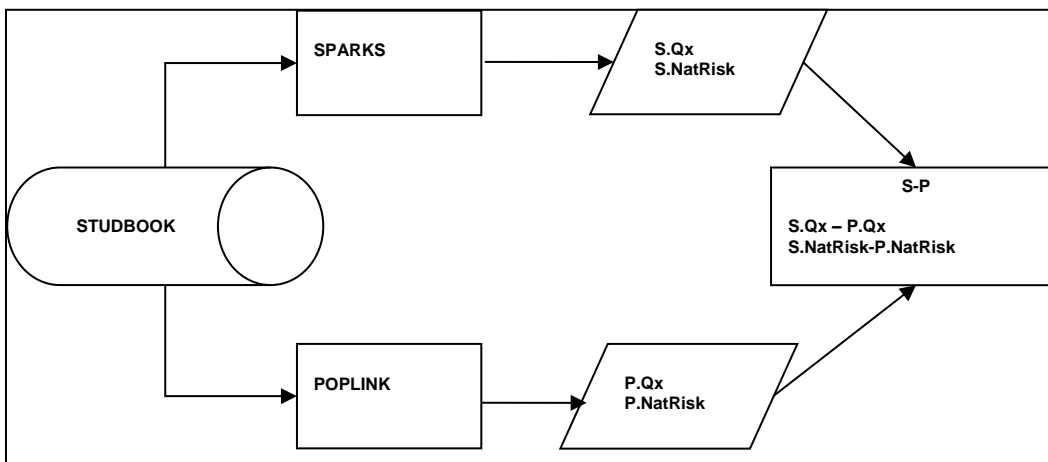 SPARKS
S.Qx
S.NatRisk
S-P
STUDBOOK
S.Qx – P.Qx
S.NatRisk-P.NatRisk
POPLINK
P.Qx
P.NatRisk